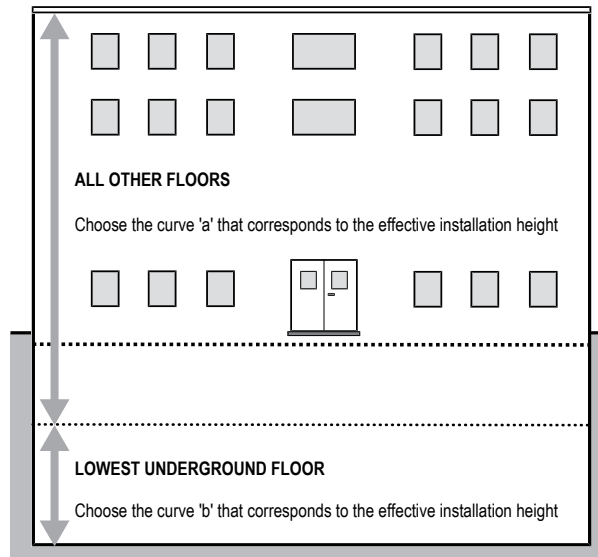 ALL OTHER FLOORS
Choose the curve 'a' that corresponds to the effective installation height
LOWEST UNDERGROUND FLOOR
Choose the curve 'b' that corresponds to the effective installation height